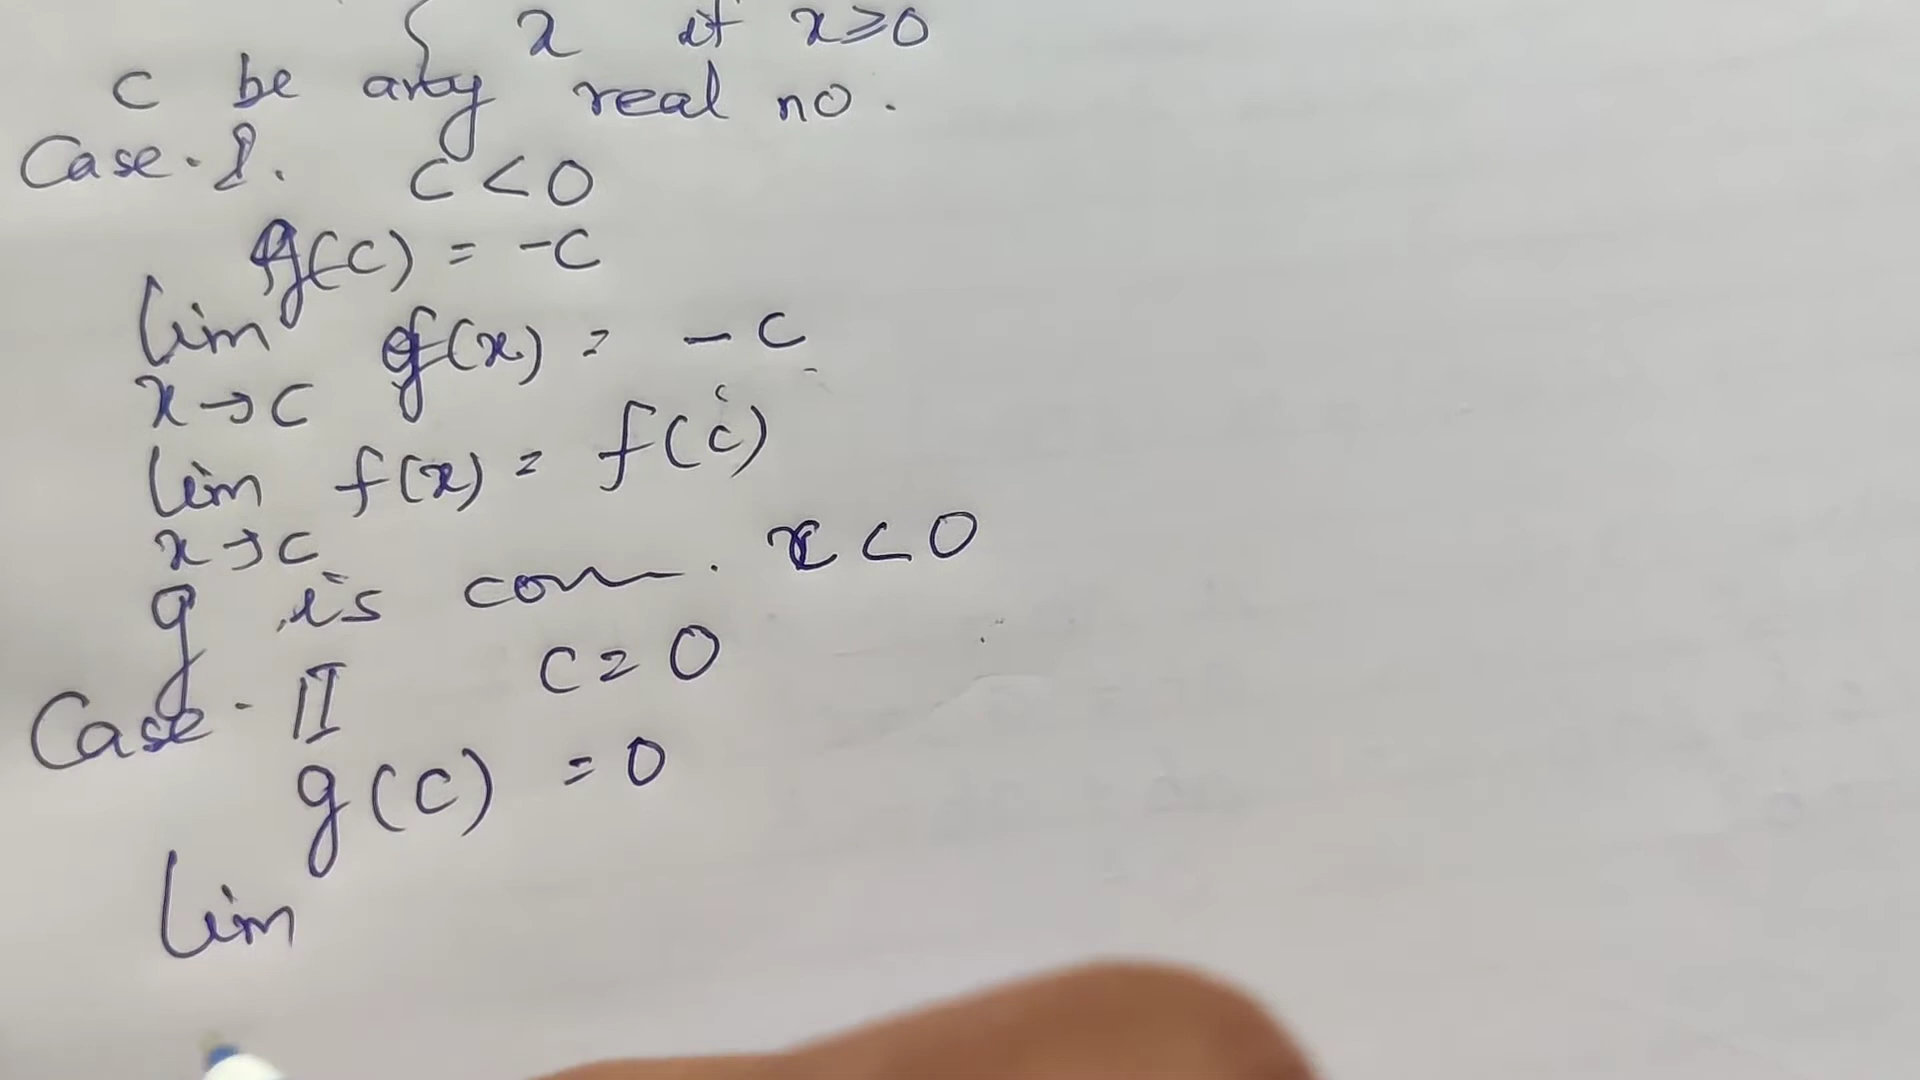 { x if x≥0
C be any real no.
Case.I. C<0
g(c) = -C
lim g(x) = -C
x→C
lim f(x) = f(c)
x→C
g is con. x<0
Case-II C=0
g(C) =0
lim